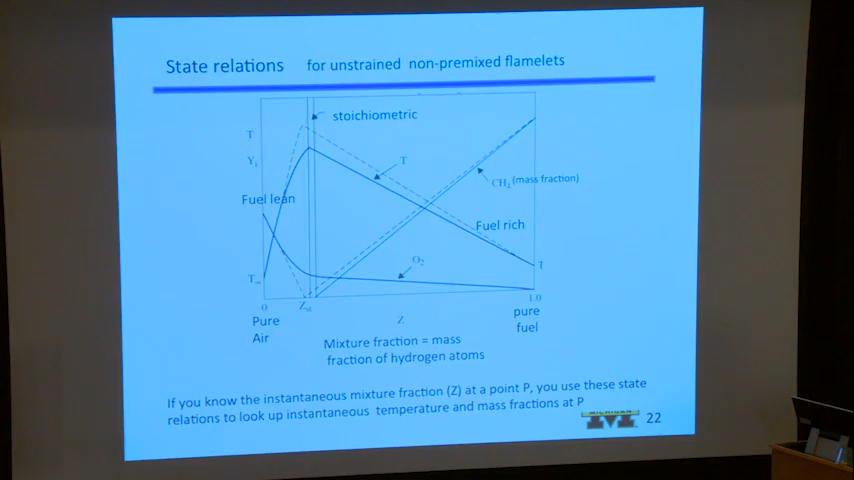 State relations for unstrained non-premixed flamelets
stoichiometric
T
Yₖ
T
CH₄ (mass fraction)
Fuel lean
Fuel rich
O₂
T
T∞
0
Zₛₜ
Z
1.0
Pure
Air
pure
fuel
Mixture fraction = mass
fraction of hydrogen atoms
If you know the instantaneous mixture fraction (Z) at a point P, you use these state
relations to look up instantaneous temperature and mass fractions at P
MICHIGAN
22